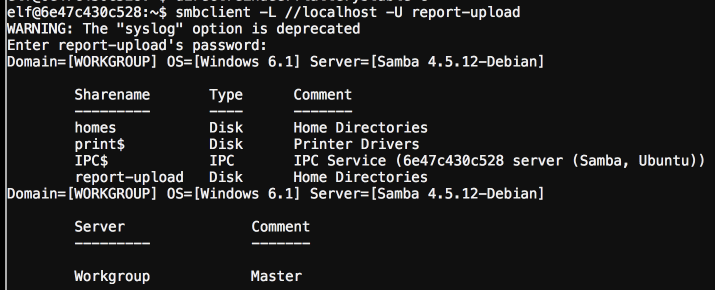 elf@6e47c430c528:~$ smbclient -L //localhost -U report-upload
WARNING: The "syslog" option is deprecated
Enter report-upload's password:
Domain=[WORKGROUP] OS=[Windows 6.1] Server=[Samba 4.5.12-Debian]
Sharename Type Comment
--------- ---- -------
homes Disk Home Directories
print$ Disk Printer Drivers
IPC$ IPC IPC Service (6e47c430c528 server (Samba, Ubuntu))
report-upload Disk Home Directories
Domain=[WORKGROUP] OS=[Windows 6.1] Server=[Samba 4.5.12-Debian]
Server Comment
--------- -------
Workgroup Master